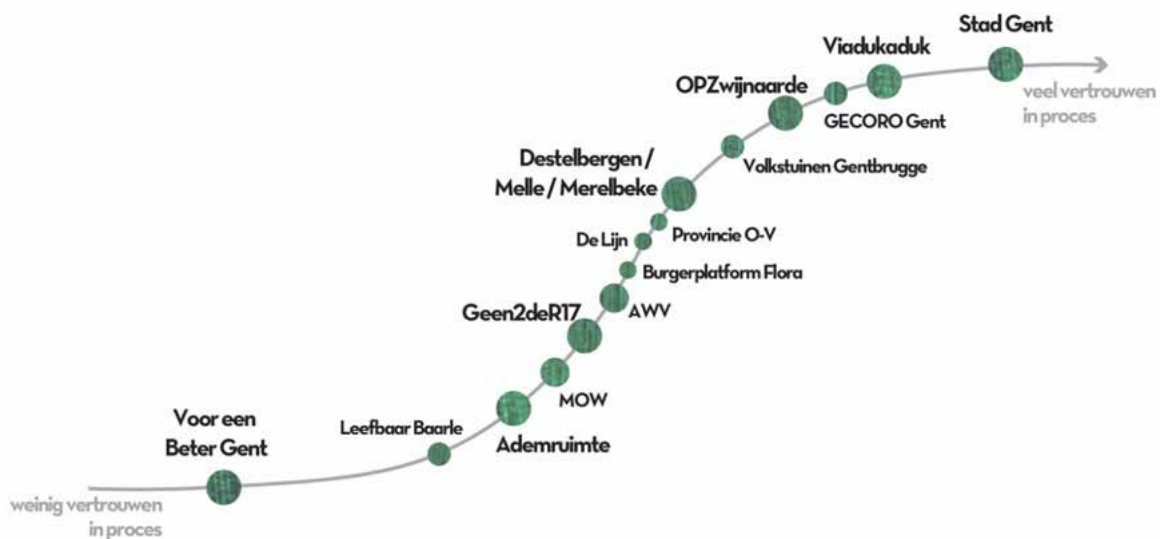 Stad Gent
Viadukaduk
veel vertrouwen
in proces
OPZwijnaarde
GECORO Gent
Volkstuinen Gentbrugge
Destelbergen /
Melle / Merelbeke
Provincie O-V
De Lijn
Burgerplatform Flora
AWV
Geen2deR17
MOW
Ademruimte
Leefbaar Baarle
Voor een
Beter Gent
weinig vertrouwen
in proces